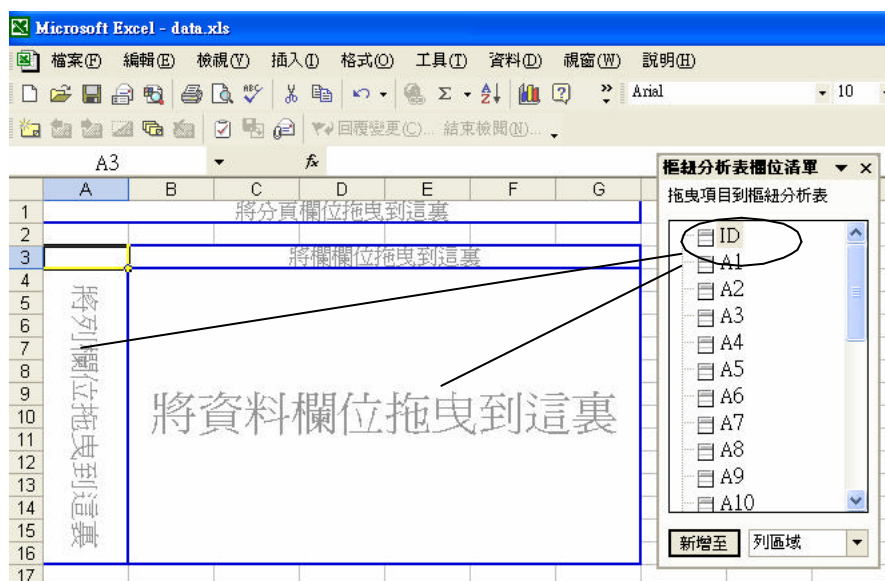 Microsoft Excel - data.xls
檔案(F) 編輯(E) 檢視(V) 插入(I) 格式(O) 工具(T) 資料(D) 視窗(W) 說明(H)
ABC Σ Arial 10
回覆變更(C)... 結束檢閱(N)...
A3 fx
樞紐分析表欄位清單
拖曳項目到樞紐分析表
A B C D E F G
1 將分頁欄位拖曳到這裏
2
3 將欄欄位拖曳到這裏
4
5
6
7
8
9
10
11
12
13
14
15
16
17
將列欄位拖曳到這裏
將資料欄位拖曳到這裏
ID
A1
A2
A3
A4
A5
A6
A7
A8
A9
A10
新增至 列區域